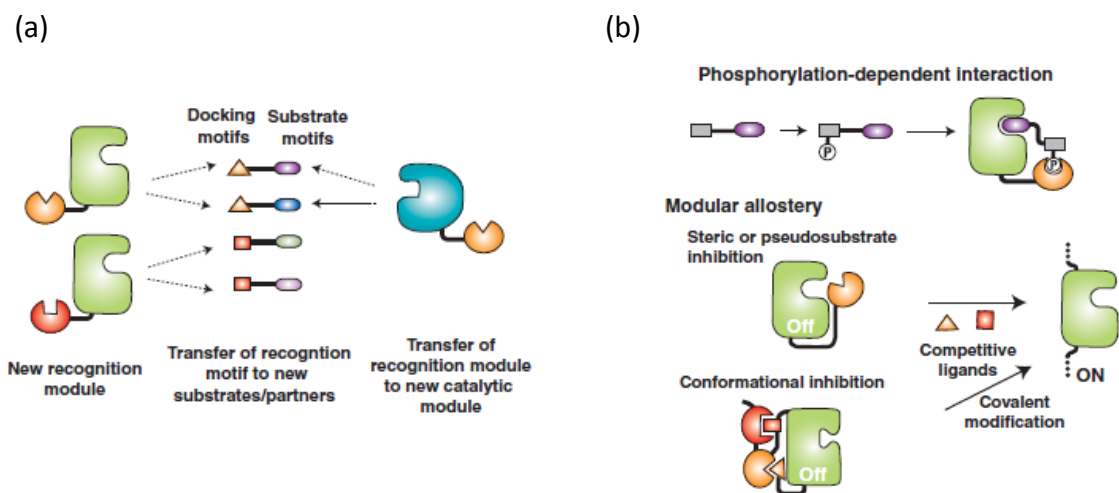 (a)
Docking
motifs
Substrate
motifs
New recognition
module
Transfer of recogntion
motif to new
substrates/partners
Transfer of
recognition module
to new catalytic
module
(b)
Phosphorylation-dependent interaction
P
P
Modular allostery
Steric or pseudosubstrate
inhibition
Off
Competitive
ligands
ON
Conformational inhibition
Covalent
modification
Off